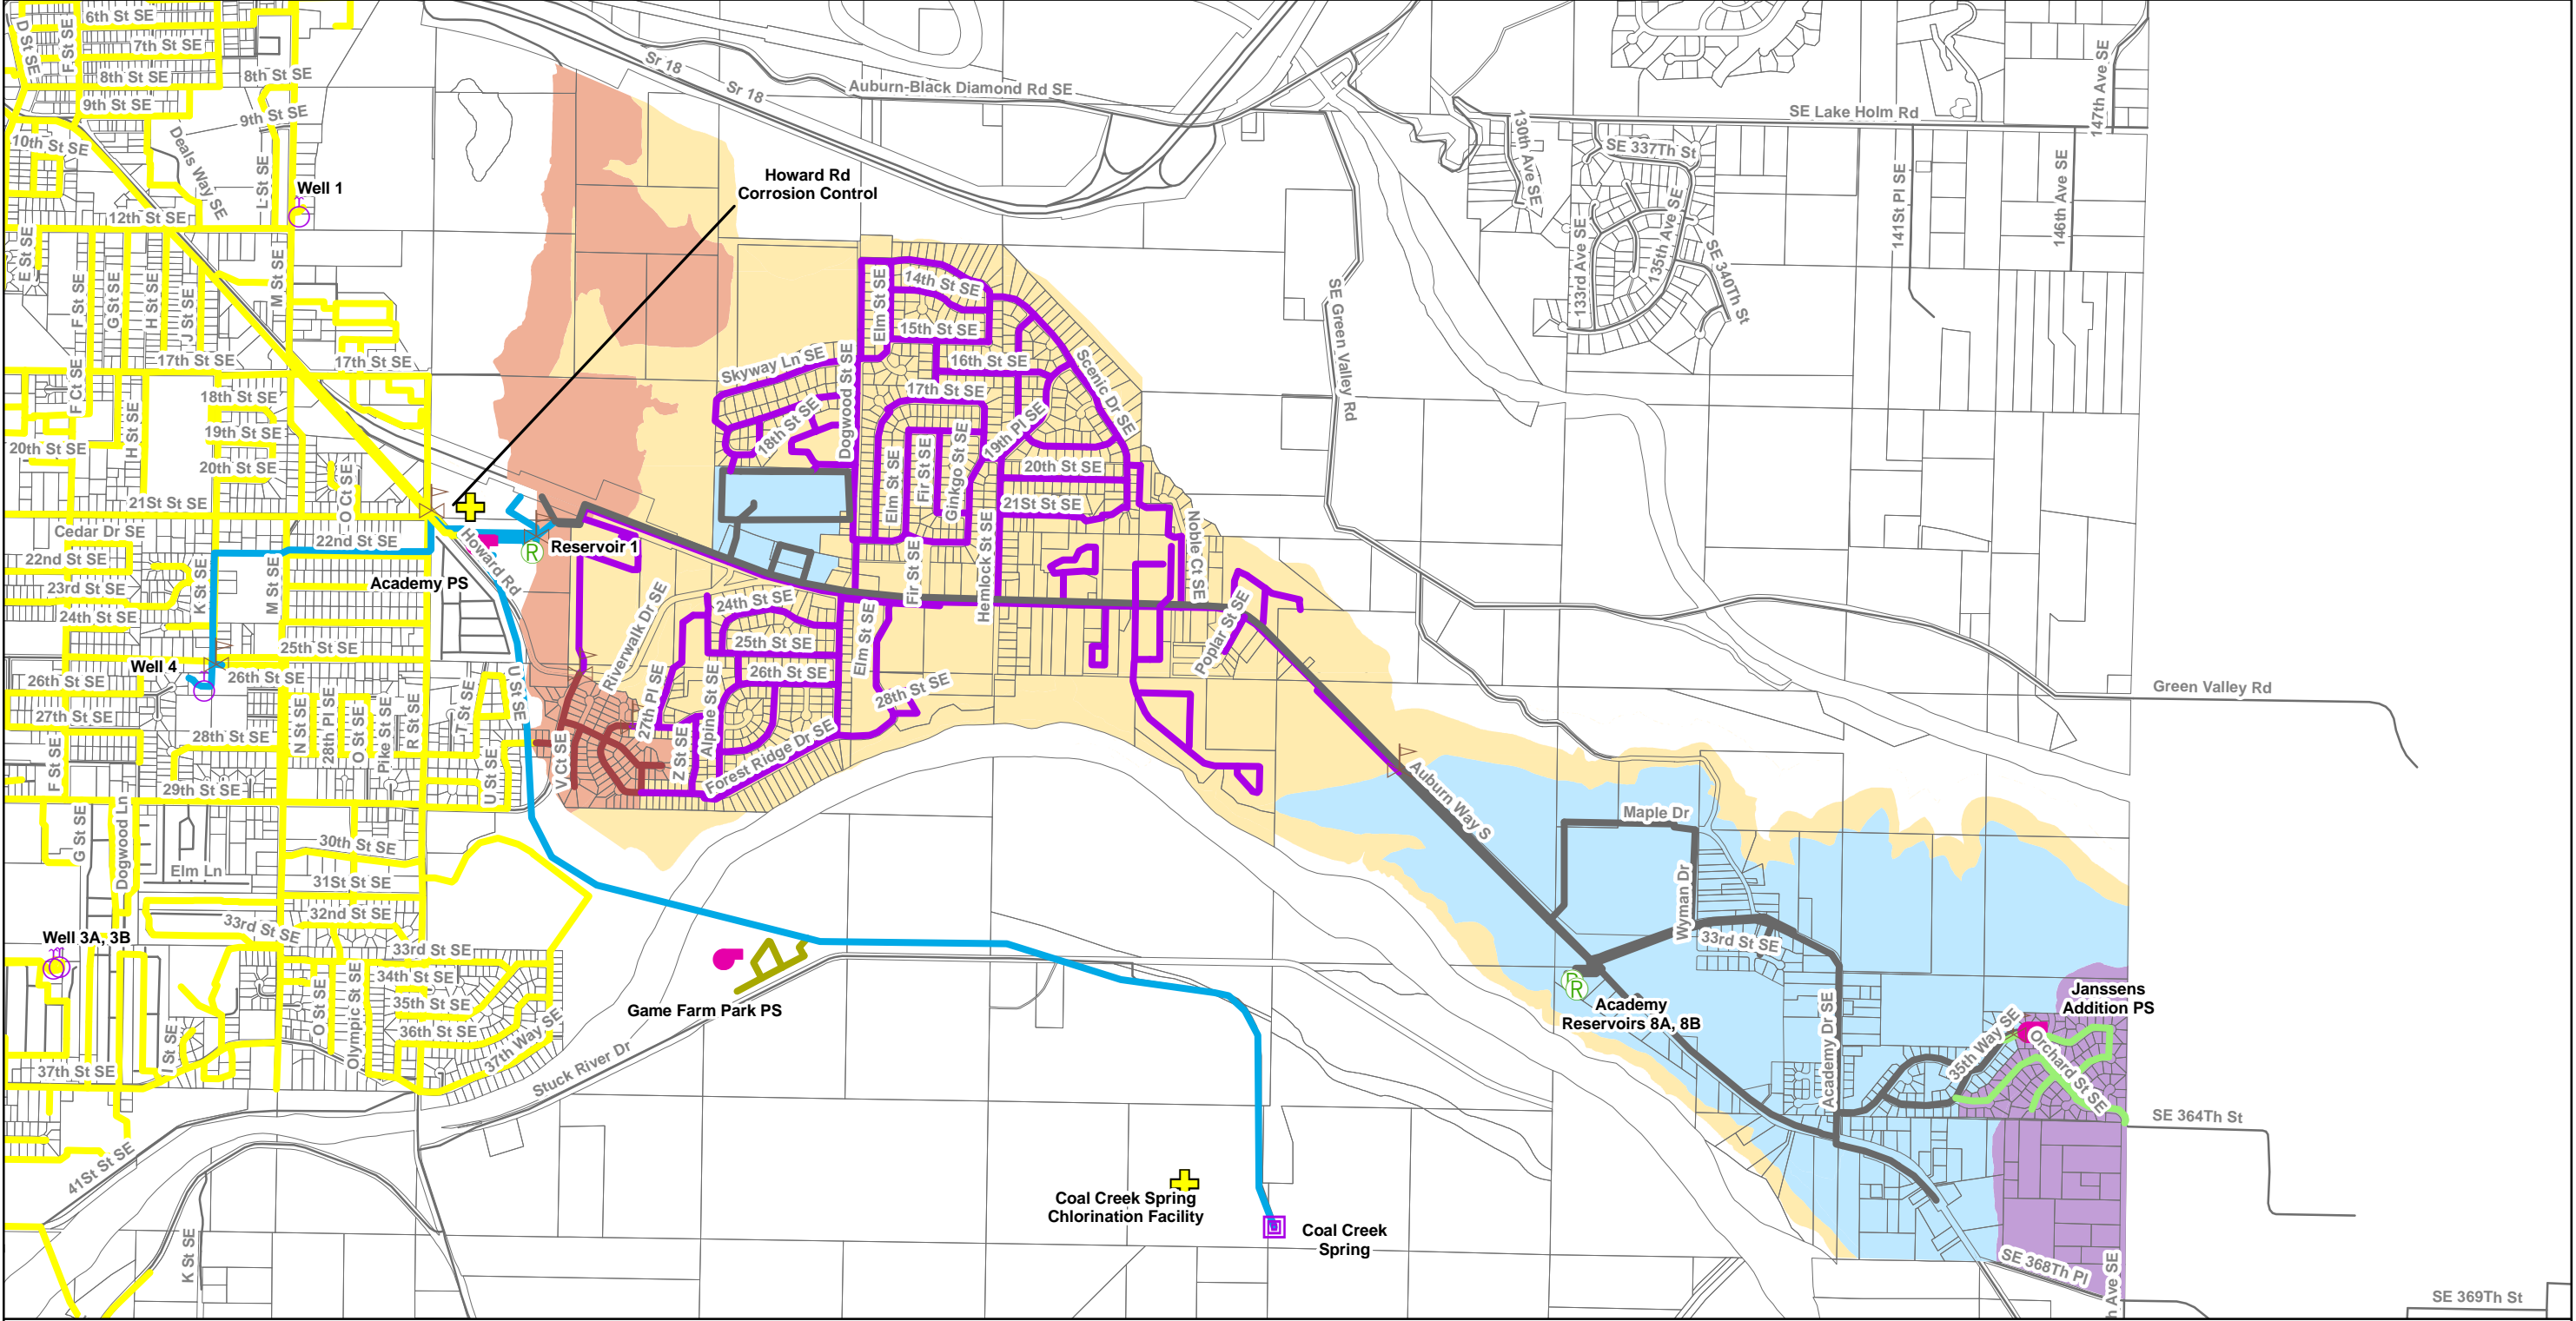 6th St SE
D St SE
F St SE
7th St SE
8th St SE
8th St SE
9th St SE
9th St SE
10th St SE
Deals Way SE
L St SE
Well 1
12th St SE
E St SE
F St SE
G St SE
H St SE
J St SE
M St SE
17th St SE
17th St SE
F Ct SE
H St SE
18th St SE
19th St SE
20th St SE
20th St SE
O Ct SE
21St St SE
Cedar Dr SE
22nd St SE
22nd St SE
Academy PS
Howard Rd
K St SE
M St SE
23rd St SE
24th St SE
25th St SE
Well 4
26th St SE
26th St SE
27th St SE
N St SE
28th Pl SE
O St SE
Pike St SE
R St SE
T St SE
U St SE
U St SE
28th St SE
F St SE
29th St SE
G St SE
Dogwood Ln
Elm Ln
30th St SE
31St St SE
32nd St SE
33rd St SE
33rd St SE
Well 3A, 3B
34th St SE
35th St SE
36th St SE
O St SE
Olympic St SE
I St SE
37th St SE
37th Way SE
41St St SE
K St SE
Stuck River Dr
Game Farm Park PS
Sr 18
Sr 18
Auburn-Black Diamond Rd SE
Howard Rd
Corrosion Control
Reservoir 1
Skyway Ln SE
18th St SE
Dogwood St SE
Elm St SE
14th St SE
15th St SE
16th St SE
17th St SE
Scenic Dr SE
19th Pl SE
Elm St SE
Fir St SE
Ginkgo St SE
20th St SE
21St St SE
Hemlock St SE
Fir St SE
Noble Ct SE
Poplar St SE
Riverwalk Dr SE
24th St SE
25th St SE
26th St SE
Elm St SE
28th St SE
27th Pl SE
Alpine St SE
Z St SE
V Ct SE
Forest Ridge Dr SE
SE Green Valley Rd
130th Ave SE
SE Lake Holm Rd
SE 337Th St
133rd Ave SE
135th Ave SE
SE 340Th St
141St Pl SE
146th Ave SE
147th Ave SE
Green Valley Rd
Auburn Way S
Maple Dr
Wyman Dr
33rd St SE
R
R
R
Academy
Reservoirs 8A, 8B
Academy Dr SE
Janssens
Addition PS
35th Way SE
Orchard St SE
SE 364Th St
SE 368Th Pl
h Ave SE
SE 369Th St
Coal Creek Spring
Chlorination Facility
Coal Creek
Spring